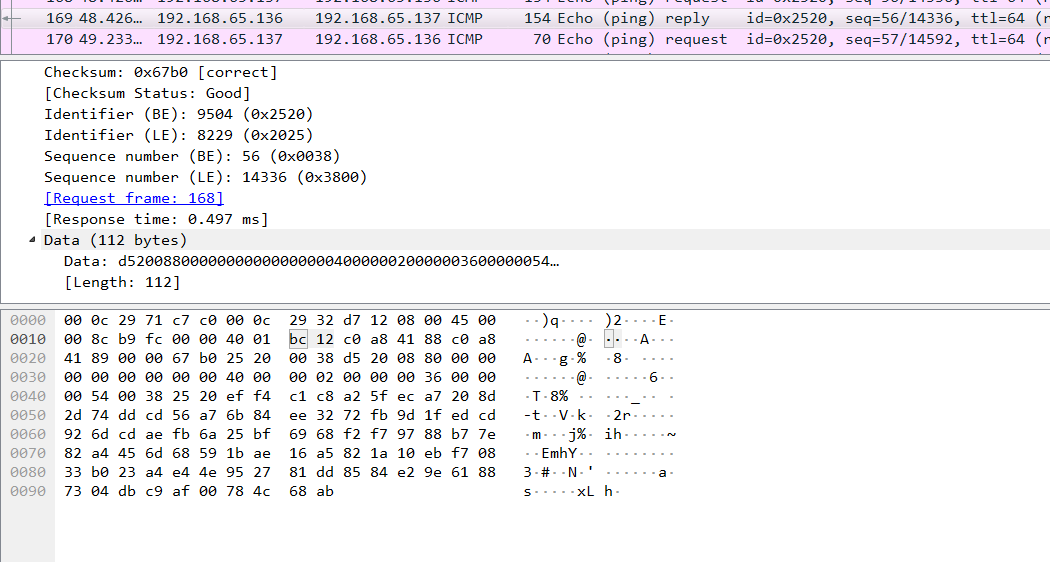 169 48.426… 192.168.65.136 192.168.65.137 ICMP 154 Echo (ping) reply id=0x2520, seq=56/14336, ttl=64 (r
170 49.233… 192.168.65.137 192.168.65.136 ICMP 70 Echo (ping) request id=0x2520, seq=57/14592, ttl=64 (n
Checksum: 0x67b0 [correct]
[Checksum Status: Good]
Identifier (BE): 9504 (0x2520)
Identifier (LE): 8229 (0x2025)
Sequence number (BE): 56 (0x0038)
Sequence number (LE): 14336 (0x3800)
[Request frame: 168]
[Response time: 0.497 ms]
Data (112 bytes)
Data: d52008800000000000000000400000020000003600000054…
[Length: 112]
0000 00 0c 29 71 c7 c0 00 0c 29 32 d7 12 08 00 45 00 ··)q···· )2····E·
0010 00 8c b9 fc 00 00 40 01 bc 12 c0 a8 41 88 c0 a8 ······@· ····A···
0020 41 89 00 00 67 b0 25 20 00 38 d5 20 08 80 00 00 A···g·% ·8· ····
0030 00 00 00 00 00 00 40 00 00 02 00 00 00 36 00 00 ······@· ·····6··
0040 00 54 00 38 25 20 ef f4 c1 c8 a2 5f ec a7 20 8d ·T·8% ·· ···_·· ·
0050 2d 74 dd cd 56 a7 6b 84 ee 32 72 fb 9d 1f ed cd -t··V·k· ·2r·····
0060 92 6d cd ae fb 6a 25 bf 69 68 f2 f7 97 88 b7 7e ·m···j%· ih·····~
0070 82 a4 45 6d 68 59 1b ae 16 a5 82 1a 10 eb f7 08 ··EmhY·· ········
0080 33 b0 23 a4 e4 4e 95 27 81 dd 85 84 e2 9e 61 88 3·#··N·' ······a·
0090 73 04 db c9 af 00 78 4c 68 ab s·····xL h·